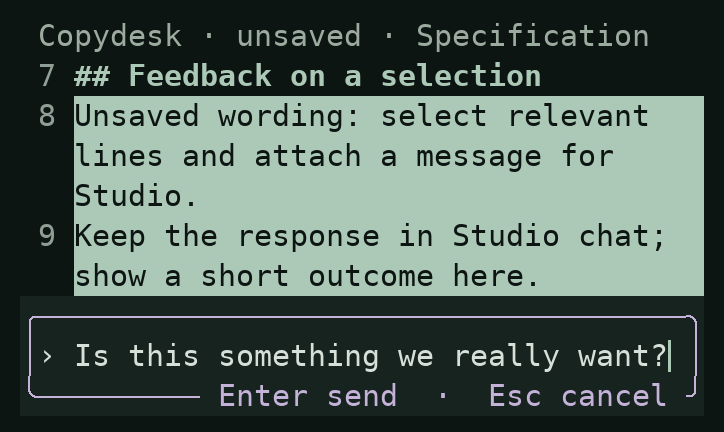 Copydesk · unsaved · Specification
7 ## Feedback on a selection
8 Unsaved wording: select relevant
lines and attach a message for
Studio.
9 Keep the response in Studio chat;
show a short outcome here.
› Is this something we really want?
Enter send · Esc cancel